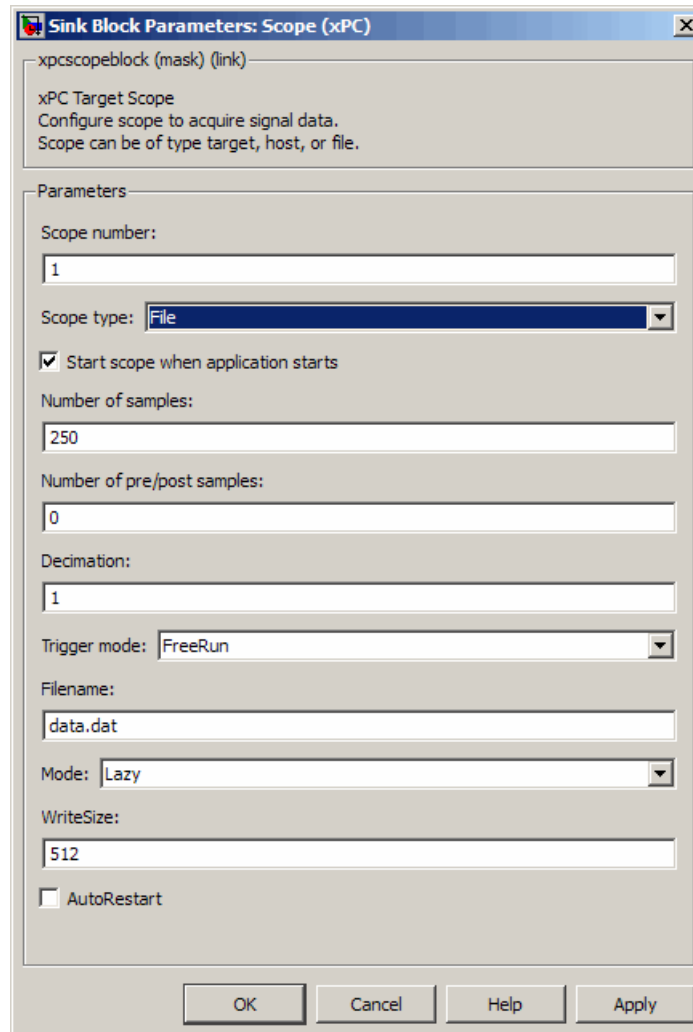 Sink Block Parameters: Scope (xPC)
xpcscopeblock (mask) (link)
xPC Target Scope
Configure scope to acquire signal data.
Scope can be of type target, host, or file.
Parameters
Scope number:
1
Scope type: File
Start scope when application starts
Number of samples:
250
Number of pre/post samples:
0
Decimation:
1
Trigger mode: FreeRun
Filename:
data.dat
Mode: Lazy
WriteSize:
512
AutoRestart
OK Cancel Help Apply